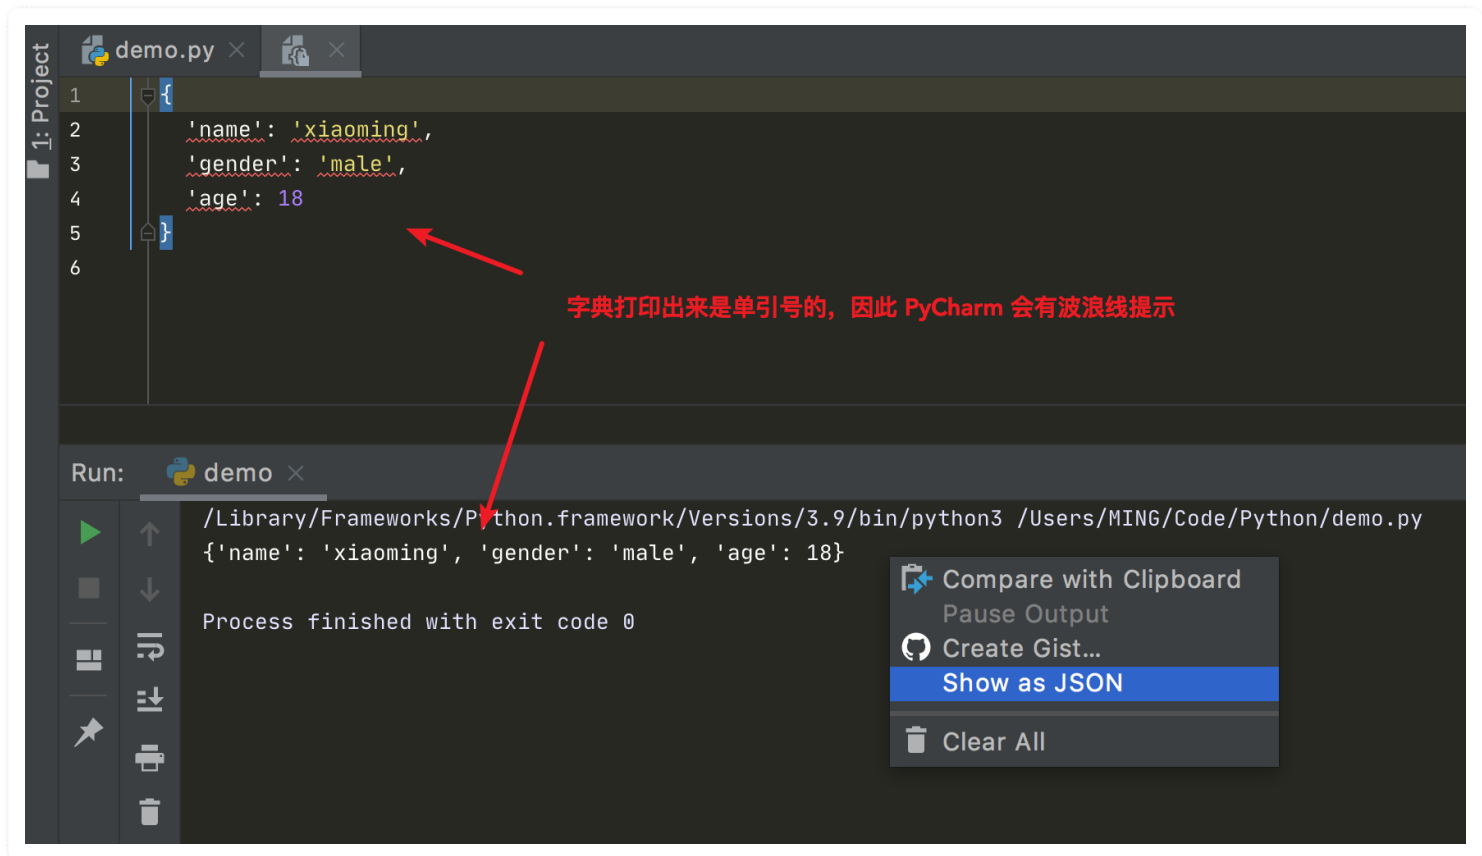 1: Project
demo.py
1 {
2 'name': 'xiaoming',
3 'gender': 'male',
4 'age': 18
5 }
6
字典打印出来是单引号的，因此 PyCharm 会有波浪线提示
Run: demo
/Library/Frameworks/Python.framework/Versions/3.9/bin/python3 /Users/MING/Code/Python/demo.py
{'name': 'xiaoming', 'gender': 'male', 'age': 18}
Process finished with exit code 0
Compare with Clipboard
Pause Output
Create Gist...
Show as JSON
Clear All